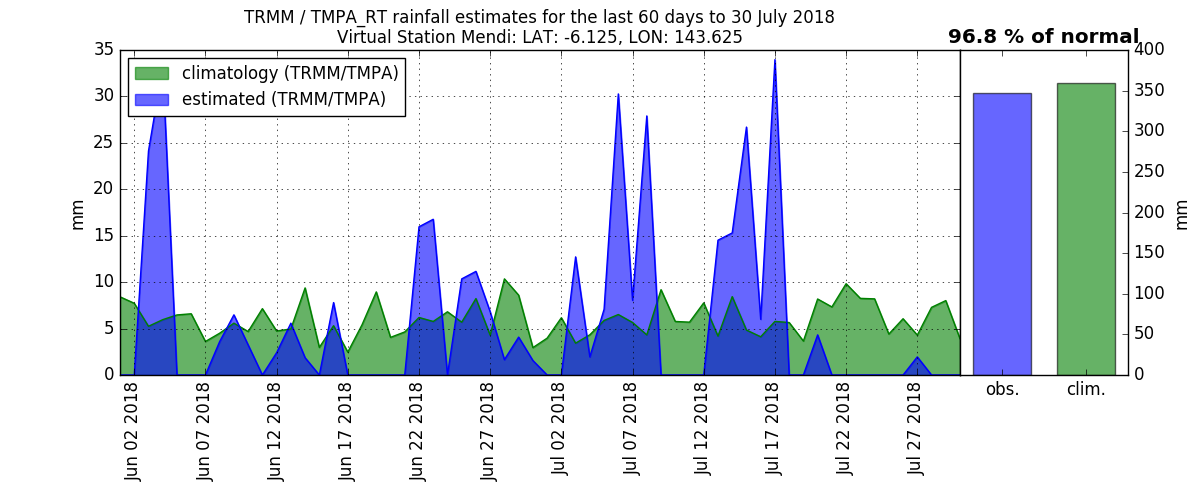 TRMM / TMPA_RT rainfall estimates for the last 60 days to 30 July 2018
Virtual Station Mendi: LAT: -6.125, LON: 143.625
96.8 % of normal
climatology (TRMM/TMPA)
estimated (TRMM/TMPA)
35
30
25
20
15
10
5
0
mm
Jun 02 2018
Jun 07 2018
Jun 12 2018
Jun 17 2018
Jun 22 2018
Jun 27 2018
Jul 02 2018
Jul 07 2018
Jul 12 2018
Jul 17 2018
Jul 22 2018
Jul 27 2018
400
350
300
250
200
150
100
50
0
mm
obs.
clim.